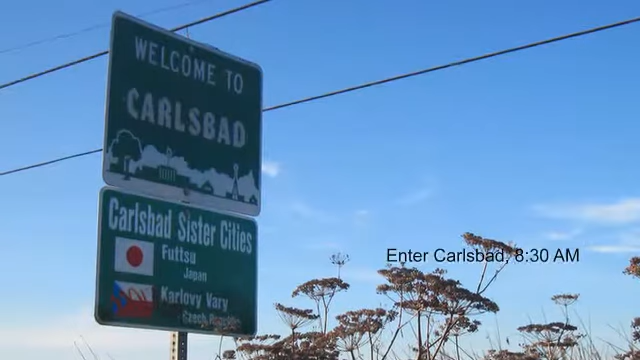 WELCOME TO
CARLSBAD
Carlsbad Sister Cities
Futtsu
Japan
Karlovy Vary
Czech Republic
Enter Carlsbad, 8:30 AM